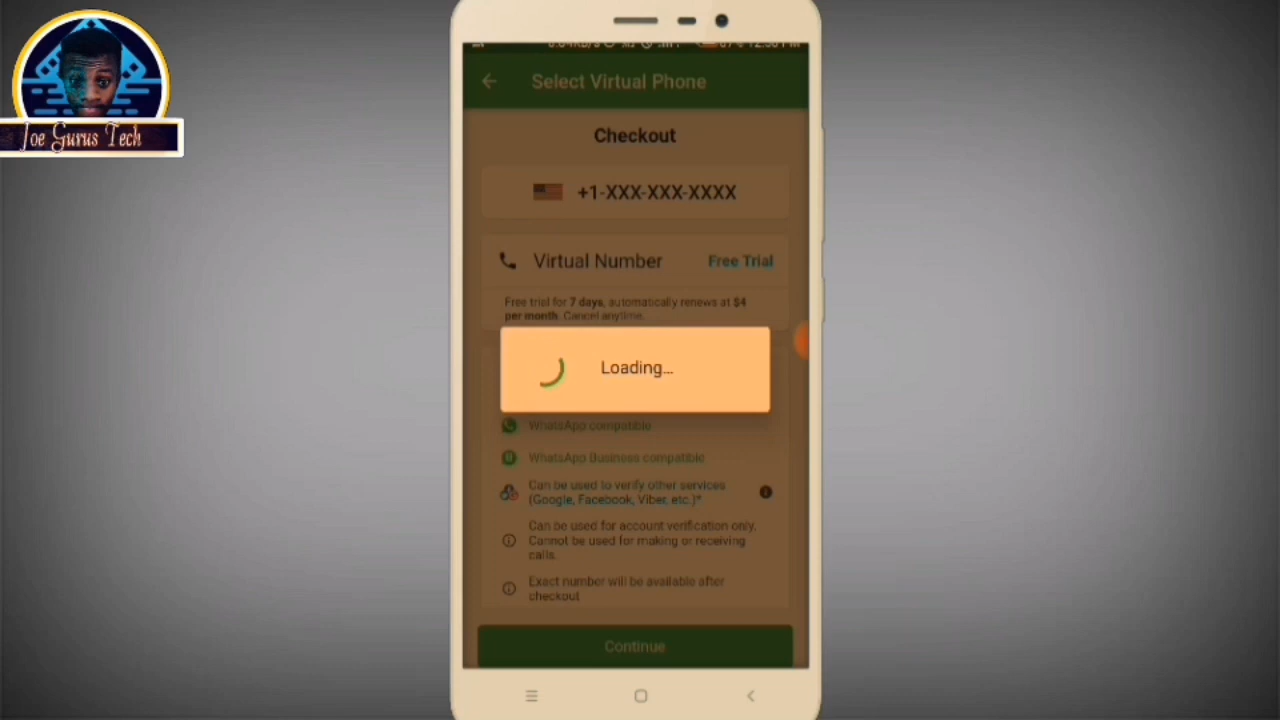 Joe Gurus Tech
Select Virtual Phone
Checkout
+1-XXX-XXX-XXXX
Virtual Number
Free Trial
Free trial for 7 days, automatically renews at $4
per month. Cancel anytime.
Loading...
WhatsApp compatible
WhatsApp Business compatible
Can be used to verify other services
(Google, Facebook, Viber, etc.)*
Can be used for account verification only.
Cannot be used for making or receiving
calls.
Exact number will be available after
checkout
Continue